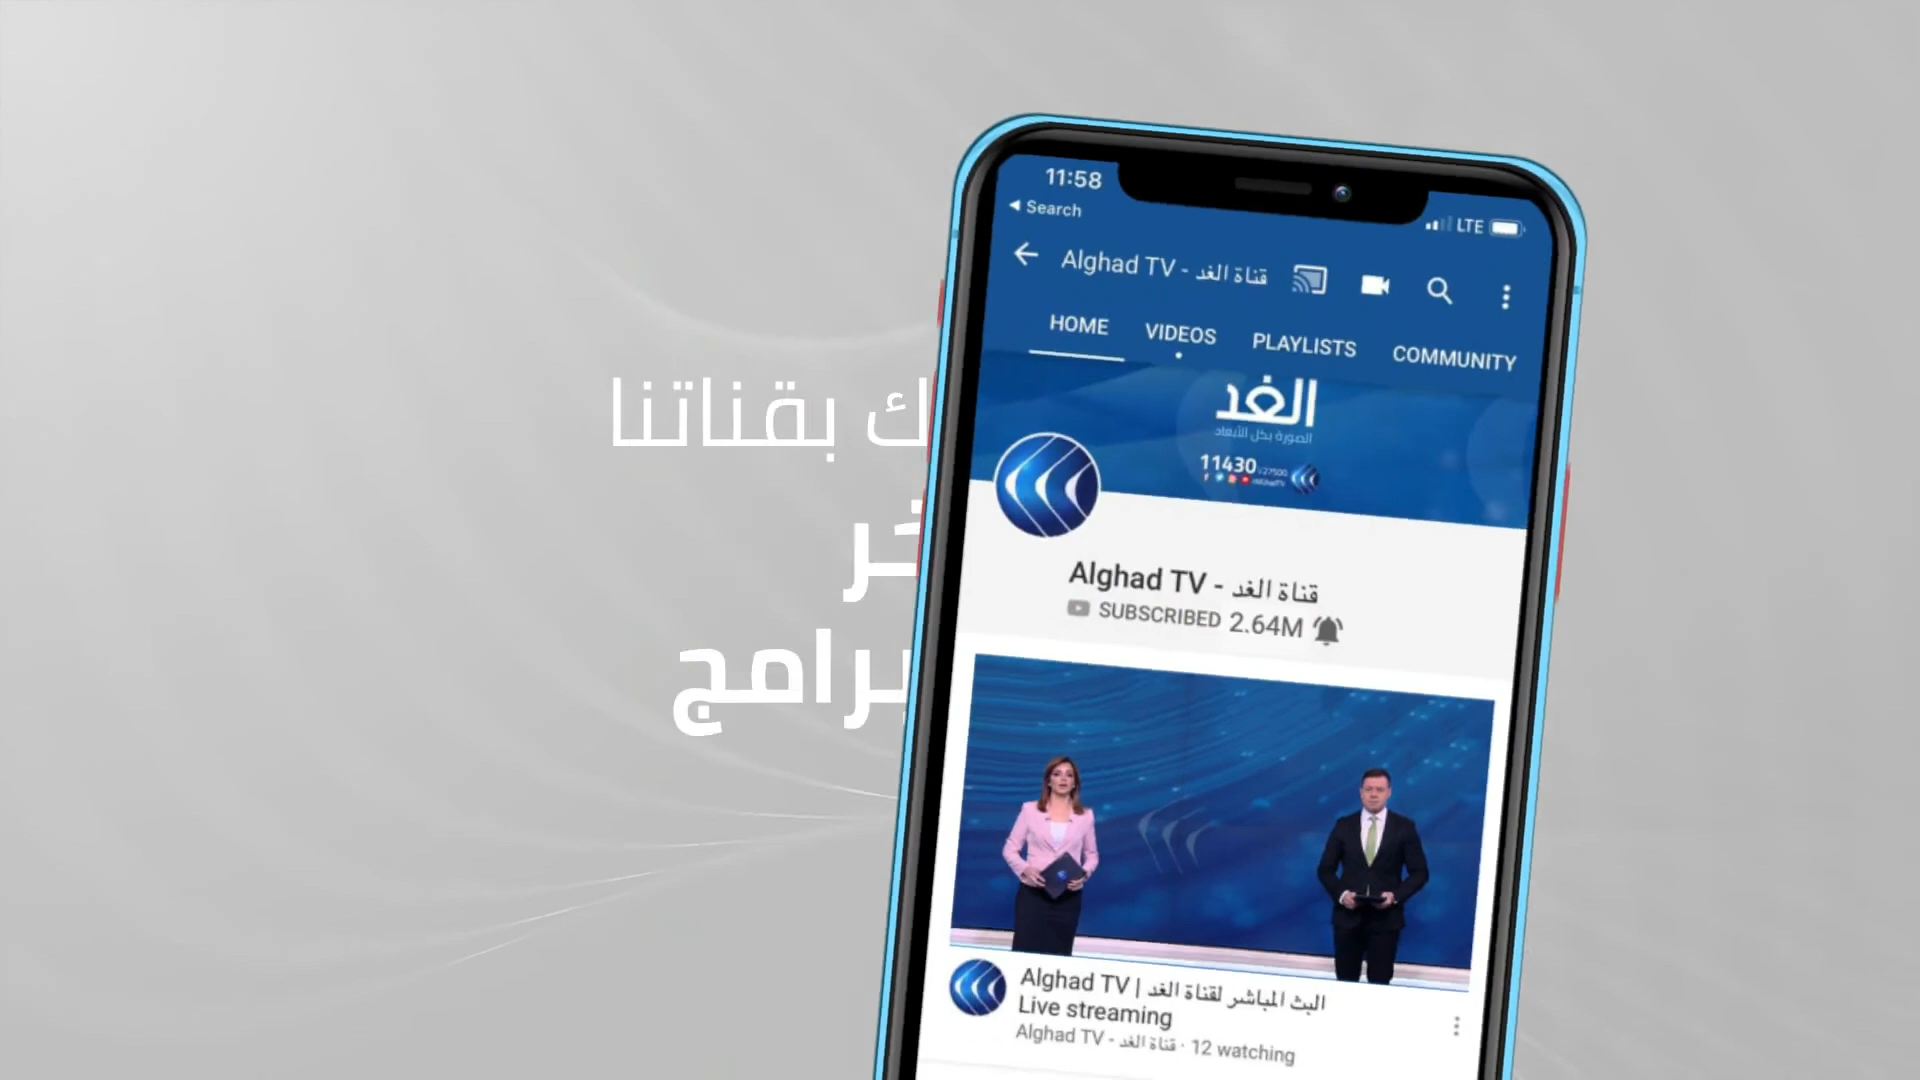 بقناتنا
برامج
11:58
Search
LTE
Alghad TV - قناة الغد
HOME VIDEOS PLAYLISTS COMMUNITY
الغد
الصورة بكل الأبعاد
11430 V 27500
Alghad TV - قناة الغد
SUBSCRIBED 2.64M
Alghad TV | البث المباشر لقناة الغد
Live streaming
Alghad TV - قناة الغد · 12 watching